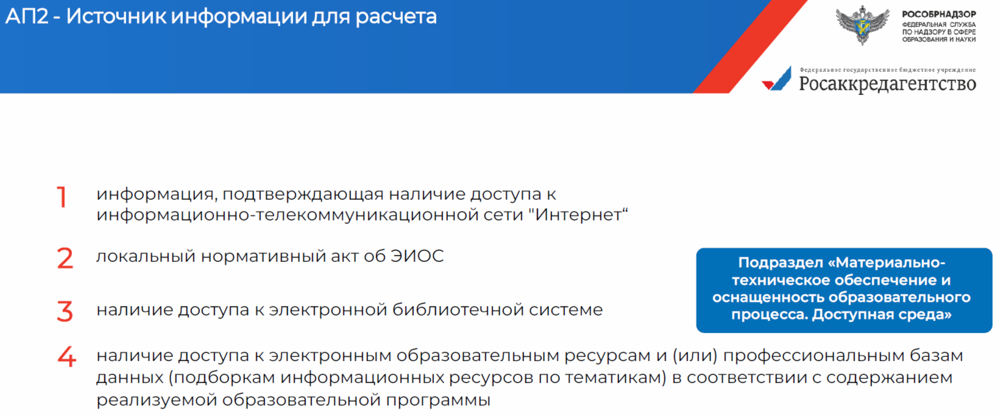 АП2 - Источник информации для расчета
РОСОБРНАДЗОР
ФЕДЕРАЛЬНАЯ СЛУЖБА
ПО НАДЗОРУ В СФЕРЕ
ОБРАЗОВАНИЯ И НАУКИ
Федеральное государственное бюджетное учреждение
Росаккредагентство
1 информация, подтверждающая наличие доступа к
информационно-телекоммуникационной сети "Интернет“
2 локальный нормативный акт об ЭИОС
Подраздел «Материально-
техническое обеспечение и
оснащенность образовательного
процесса. Доступная среда»
3 наличие доступа к электронной библиотечной системе
4 наличие доступа к электронным образовательным ресурсам и (или) профессиональным базам
данных (подборкам информационных ресурсов по тематикам) в соответствии с содержанием
реализуемой образовательной программы